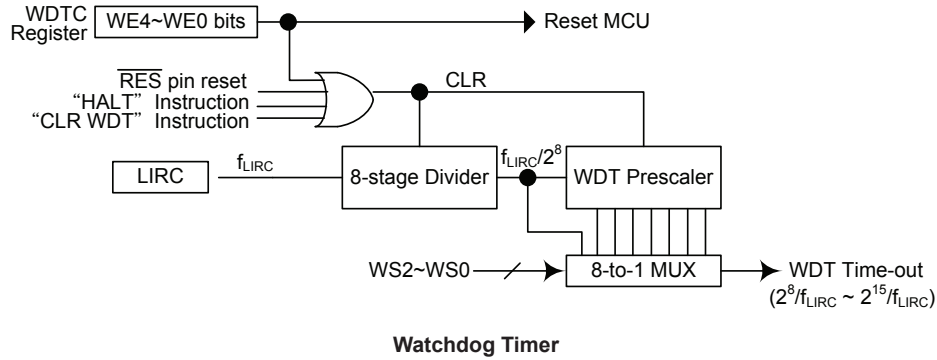 WDTC
Register
WE4~WE0 bits
Reset MCU
RES pin reset
"HALT" Instruction
"CLR WDT" Instruction
CLR
LIRC
fLIRC
8-stage Divider
fLIRC/2⁸
WDT Prescaler
WS2~WS0
8-to-1 MUX
WDT Time-out
(2⁸/fLIRC ~ 2¹⁵/fLIRC)
Watchdog Timer